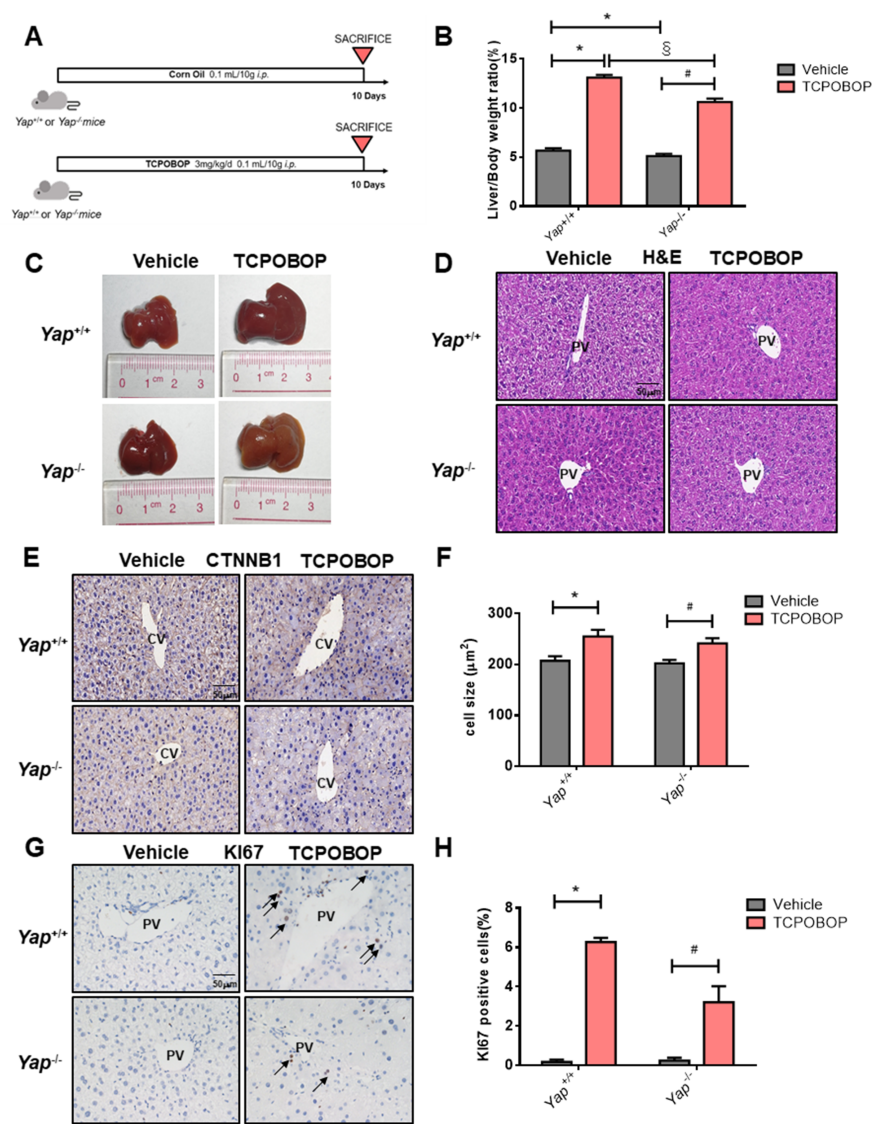 A
SACRIFICE
Corn Oil 0.1 mL/10g i.p.
10 Days
Yap+/+ or Yap-/- mice
SACRIFICE
TCPOBOP 3mg/kg/d 0.1 mL/10g i.p.
10 Days
Yap+/+ or Yap-/- mice
B
Liver/Body weight ratio(%)
15
10
5
0
*
*
§
#
Yap+/+
Yap-/-
Vehicle
TCPOBOP
C
Vehicle TCPOBOP
Yap+/+
0 1 cm 2 3
0 1 cm 2 3
Yap-/-
0 1 cm 2 3
0 1 cm 2 3
D
Vehicle H&E TCPOBOP
Yap+/+
PV
50μm
PV
Yap-/-
PV
PV
E
Vehicle CTNNB1 TCPOBOP
Yap+/+
CV
50μm
CV
Yap-/-
CV
CV
F
cell size (μm2)
300
200
100
0
*
#
Yap+/+
Yap-/-
Vehicle
TCPOBOP
G
Vehicle KI67 TCPOBOP
Yap+/+
PV
50μm
PV
Yap-/-
PV
PV
H
KI67 positive cells(%)
8
6
4
2
0
*
#
Yap+/+
Yap-/-
Vehicle
TCPOBOP